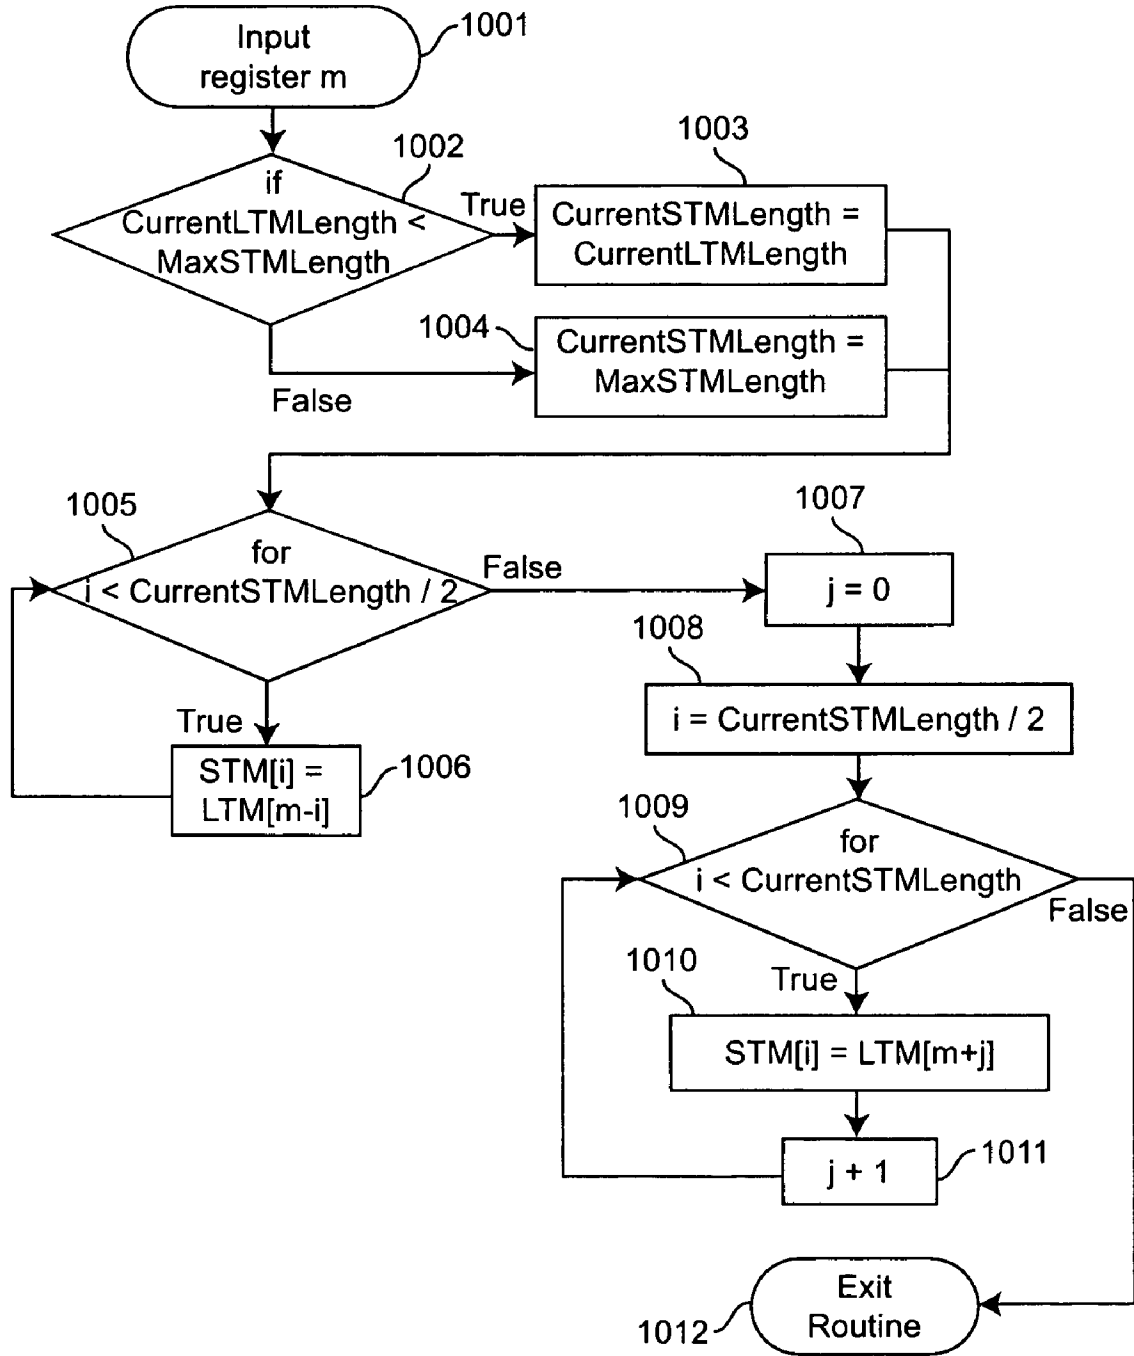 Input
register m
1001
1002
if
CurrentLTMLength <
MaxSTMLength
True
1003
CurrentSTMLength =
CurrentLTMLength
False
1004
CurrentSTMLength =
MaxSTMLength
1005
for
i < CurrentSTMLength / 2
False
True
STM[i] =
LTM[m-i]
1006
1007
j = 0
1008
i = CurrentSTMLength / 2
1009
for
i < CurrentSTMLength
False
True
1010
STM[i] = LTM[m+j]
j + 1
1011
Exit
Routine
1012